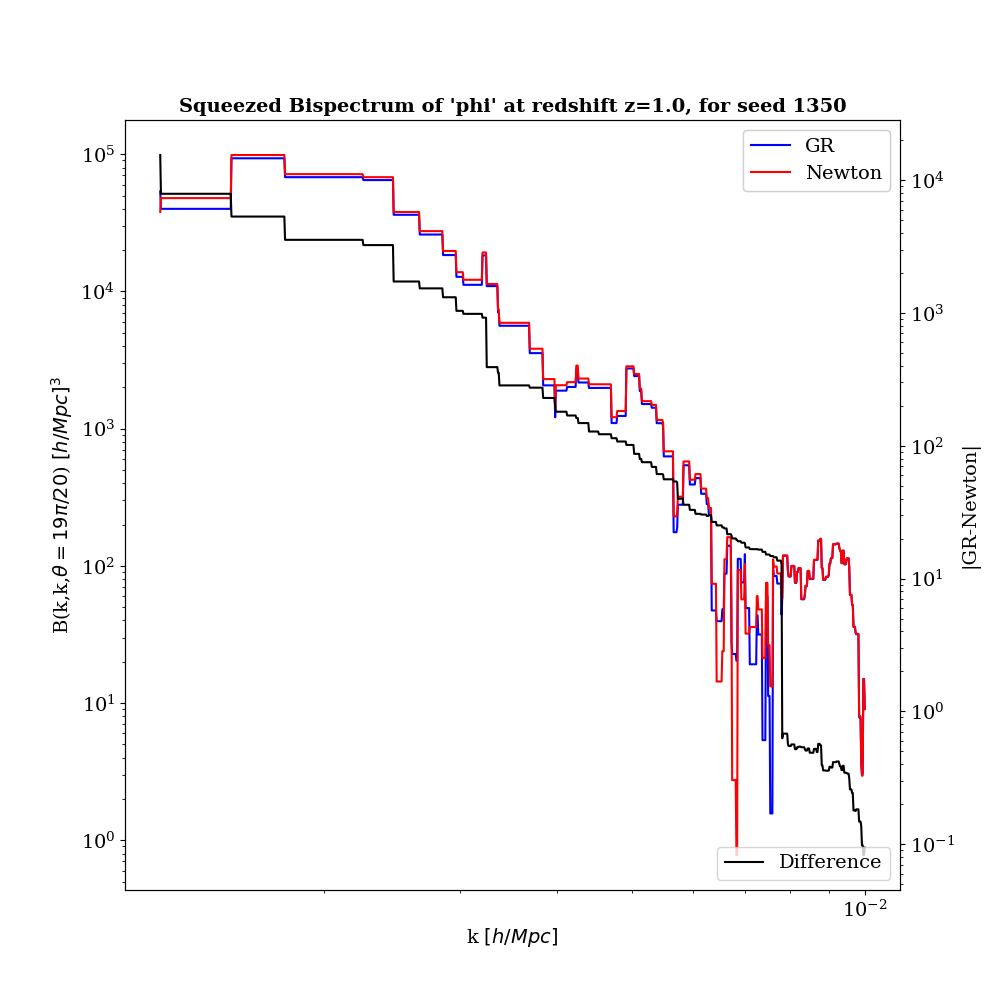 Squeezed Bispectrum of 'phi' at redshift z=1.0, for seed 1350
GR
Newton
10^5
10^4
10^3
10^2
10^1
10^0
B(k,k,θ = 19π/20) [h/Mpc]^3
10^4
10^3
10^2
10^1
10^0
10^−1
|GR-Newton|
Difference
10^−2
k [h/Mpc]